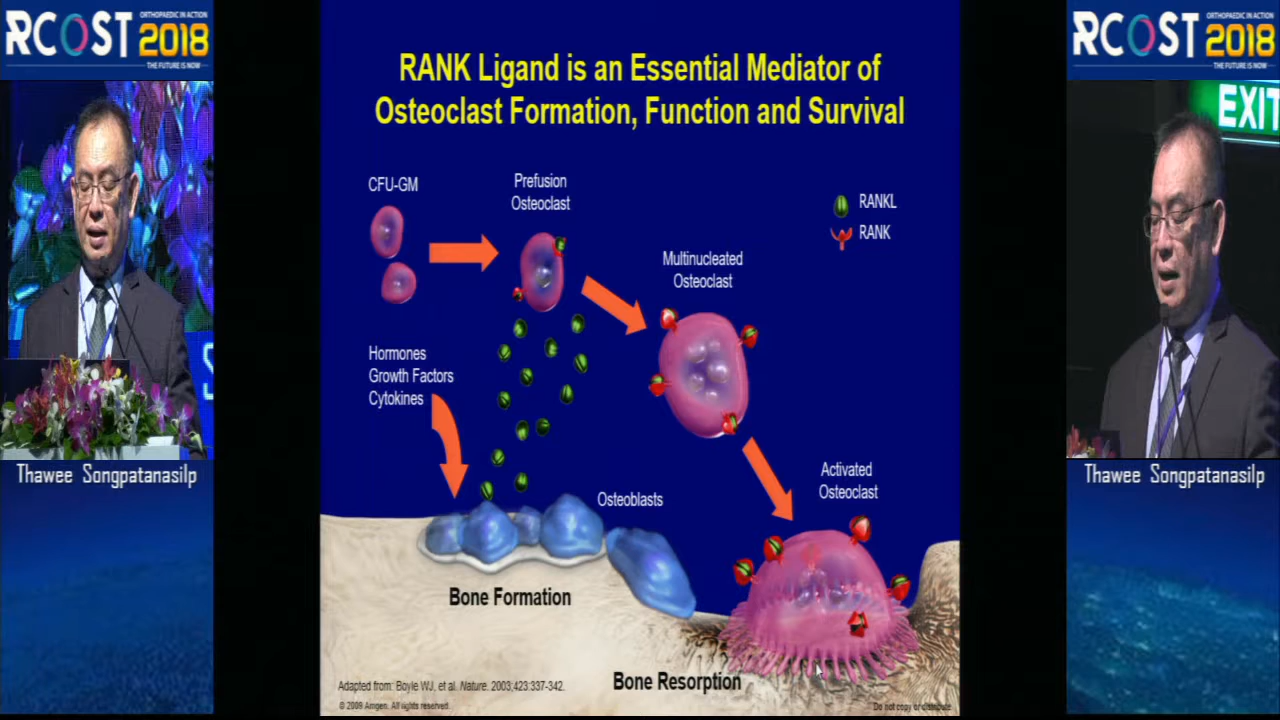 RCOST
ORTHOPAEDIC IN ACTION
2018
THE FUTURE IS NOW
Thawee Songpatanasilp
RANK Ligand is an Essential Mediator of
Osteoclast Formation, Function and Survival
CFU-GM
Prefusion
Osteoclast
RANKL
RANK
Multinucleated
Osteoclast
Hormones
Growth Factors
Cytokines
Osteoblasts
Activated
Osteoclast
Bone Formation
Bone Resorption
Adapted from: Boyle WJ, et al. Nature. 2003;423:337-342.
© 2009 Amgen. All rights reserved.
Do not copy or distribute.
RCOST
ORTHOPAEDIC IN ACTION
2018
THE FUTURE IS NOW
EXIT
Thawee Songpatanasilp